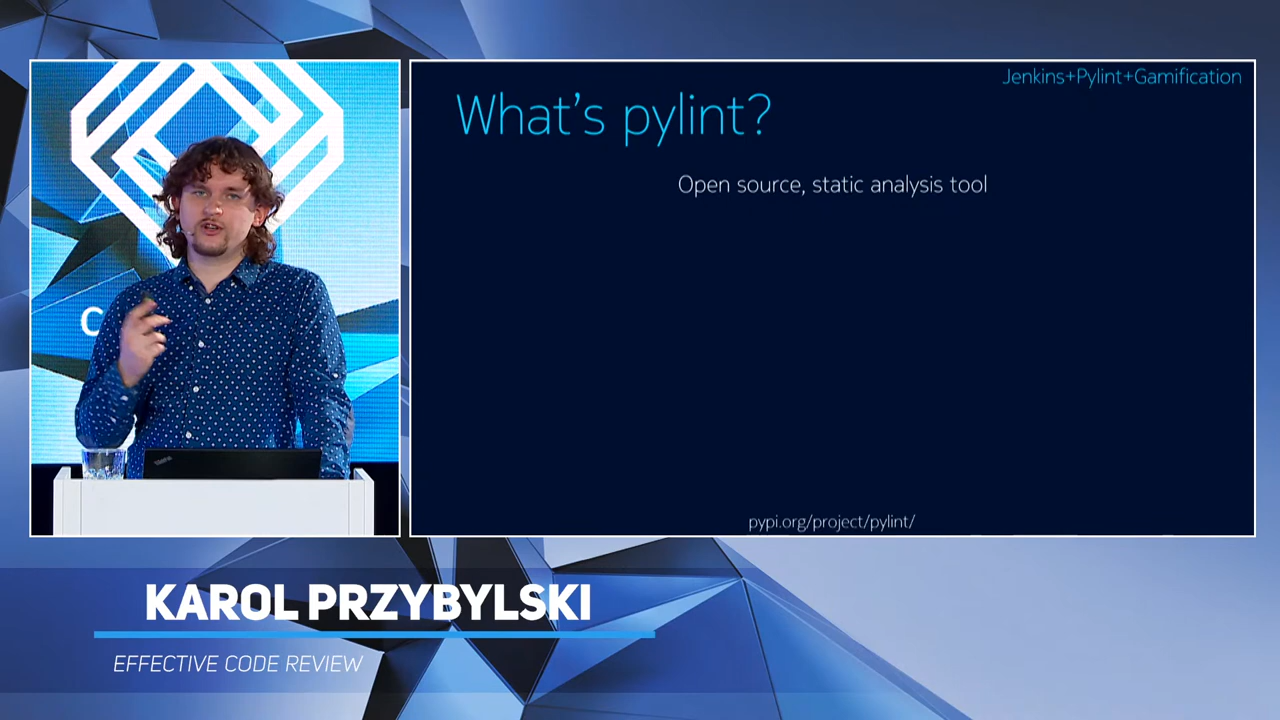 Jenkins+Pylint+Gamification
What's pylint?
Open source, static analysis tool
pypi.org/project/pylint/
C
KAROL PRZYBYLSKI
EFFECTIVE CODE REVIEW